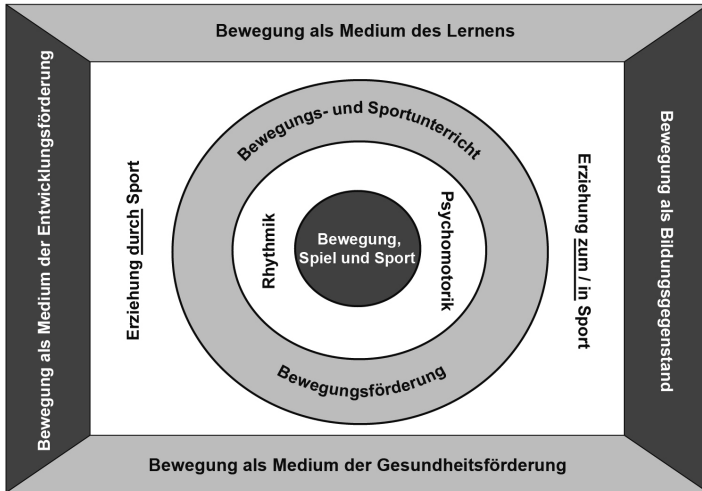 Bewegung als Medium des Lernens
Bewegung als Medium der Entwicklungsförderung
Erziehung durch Sport
Bewegungs- und Sportunterricht
Rhythmik
Bewegung,
Spiel und Sport
Psychomotorik
Bewegungsförderung
Erziehung zum / in Sport
Bewegung als Bildungsgegenstand
Bewegung als Medium der Gesundheitsförderung